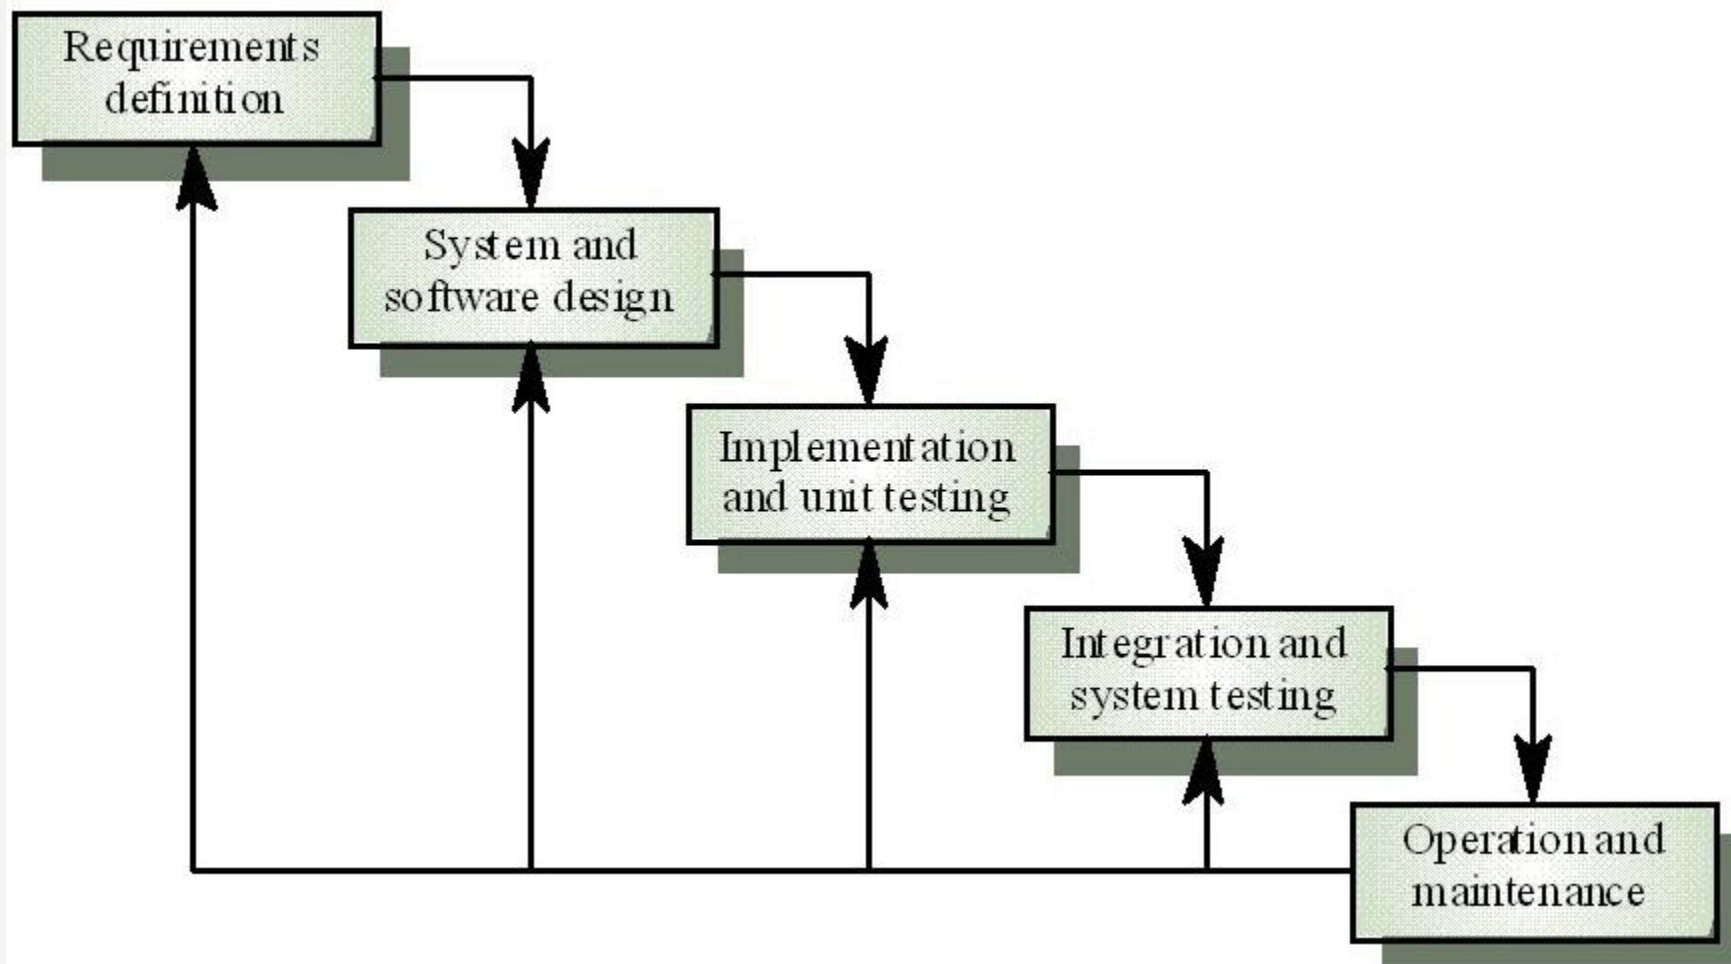 Requirements
definition
System and
software design
Implementation
and unit testing
Integration and
system testing
Operation and
maintenance